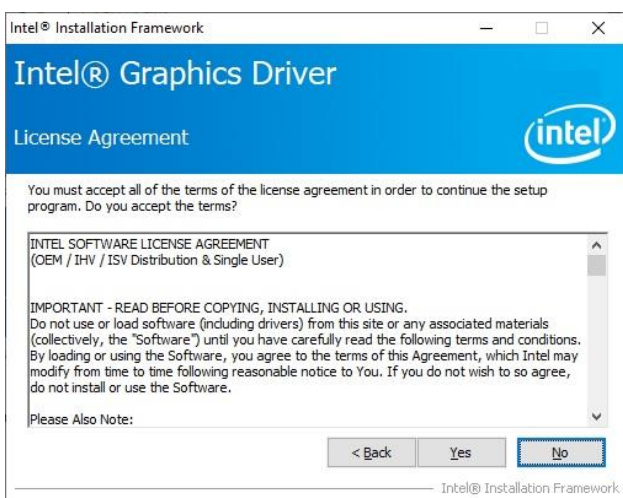 Intel® Installation Framework
Intel® Graphics Driver
License Agreement
intel
You must accept all of the terms of the license agreement in order to continue the setup
program. Do you accept the terms?
INTEL SOFTWARE LICENSE AGREEMENT
(OEM / IHV / ISV Distribution & Single User)
IMPORTANT - READ BEFORE COPYING, INSTALLING OR USING.
Do not use or load software (including drivers) from this site or any associated materials
(collectively, the "Software") until you have carefully read the following terms and conditions.
By loading or using the Software, you agree to the terms of this Agreement, which Intel may
modify from time to time following reasonable notice to You. If you do not wish to so agree,
do not install or use the Software.
Please Also Note:
< Back Yes No
Intel® Installation Framework